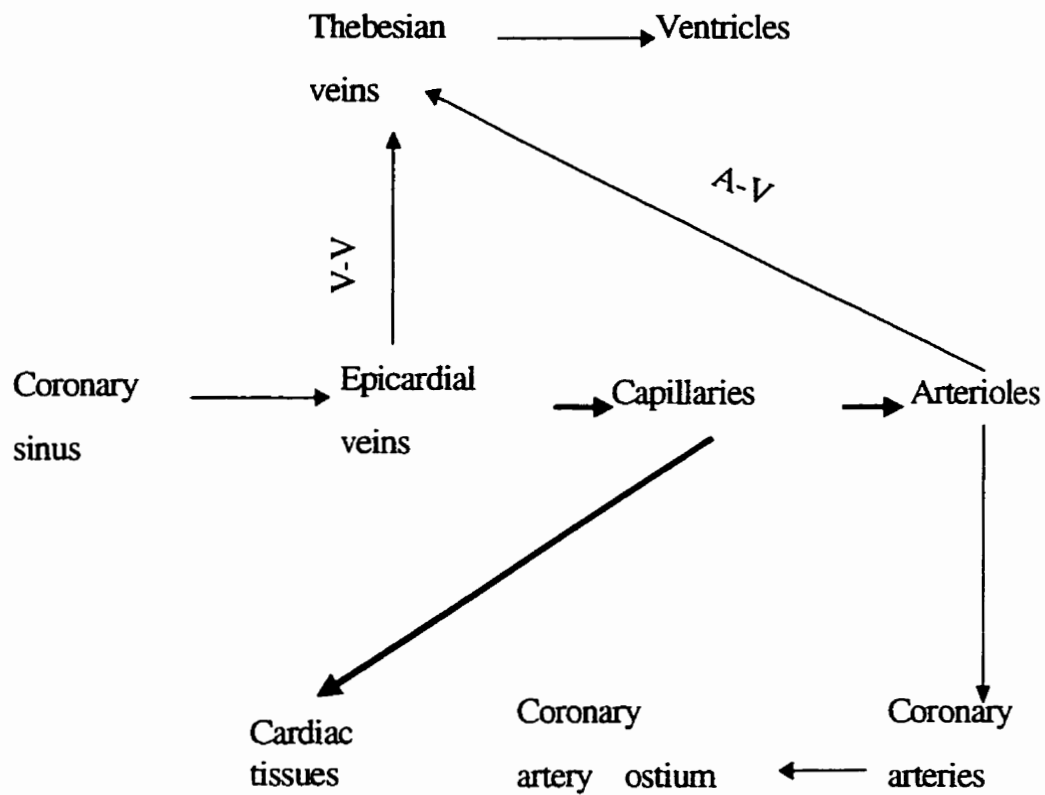 Thebesian
veins
Ventricles
A-V
V-V
Coronary
sinus
Epicardial
veins
Capillaries
Arterioles
Cardiac
tissues
Coronary
artery ostium
Coronary
arteries